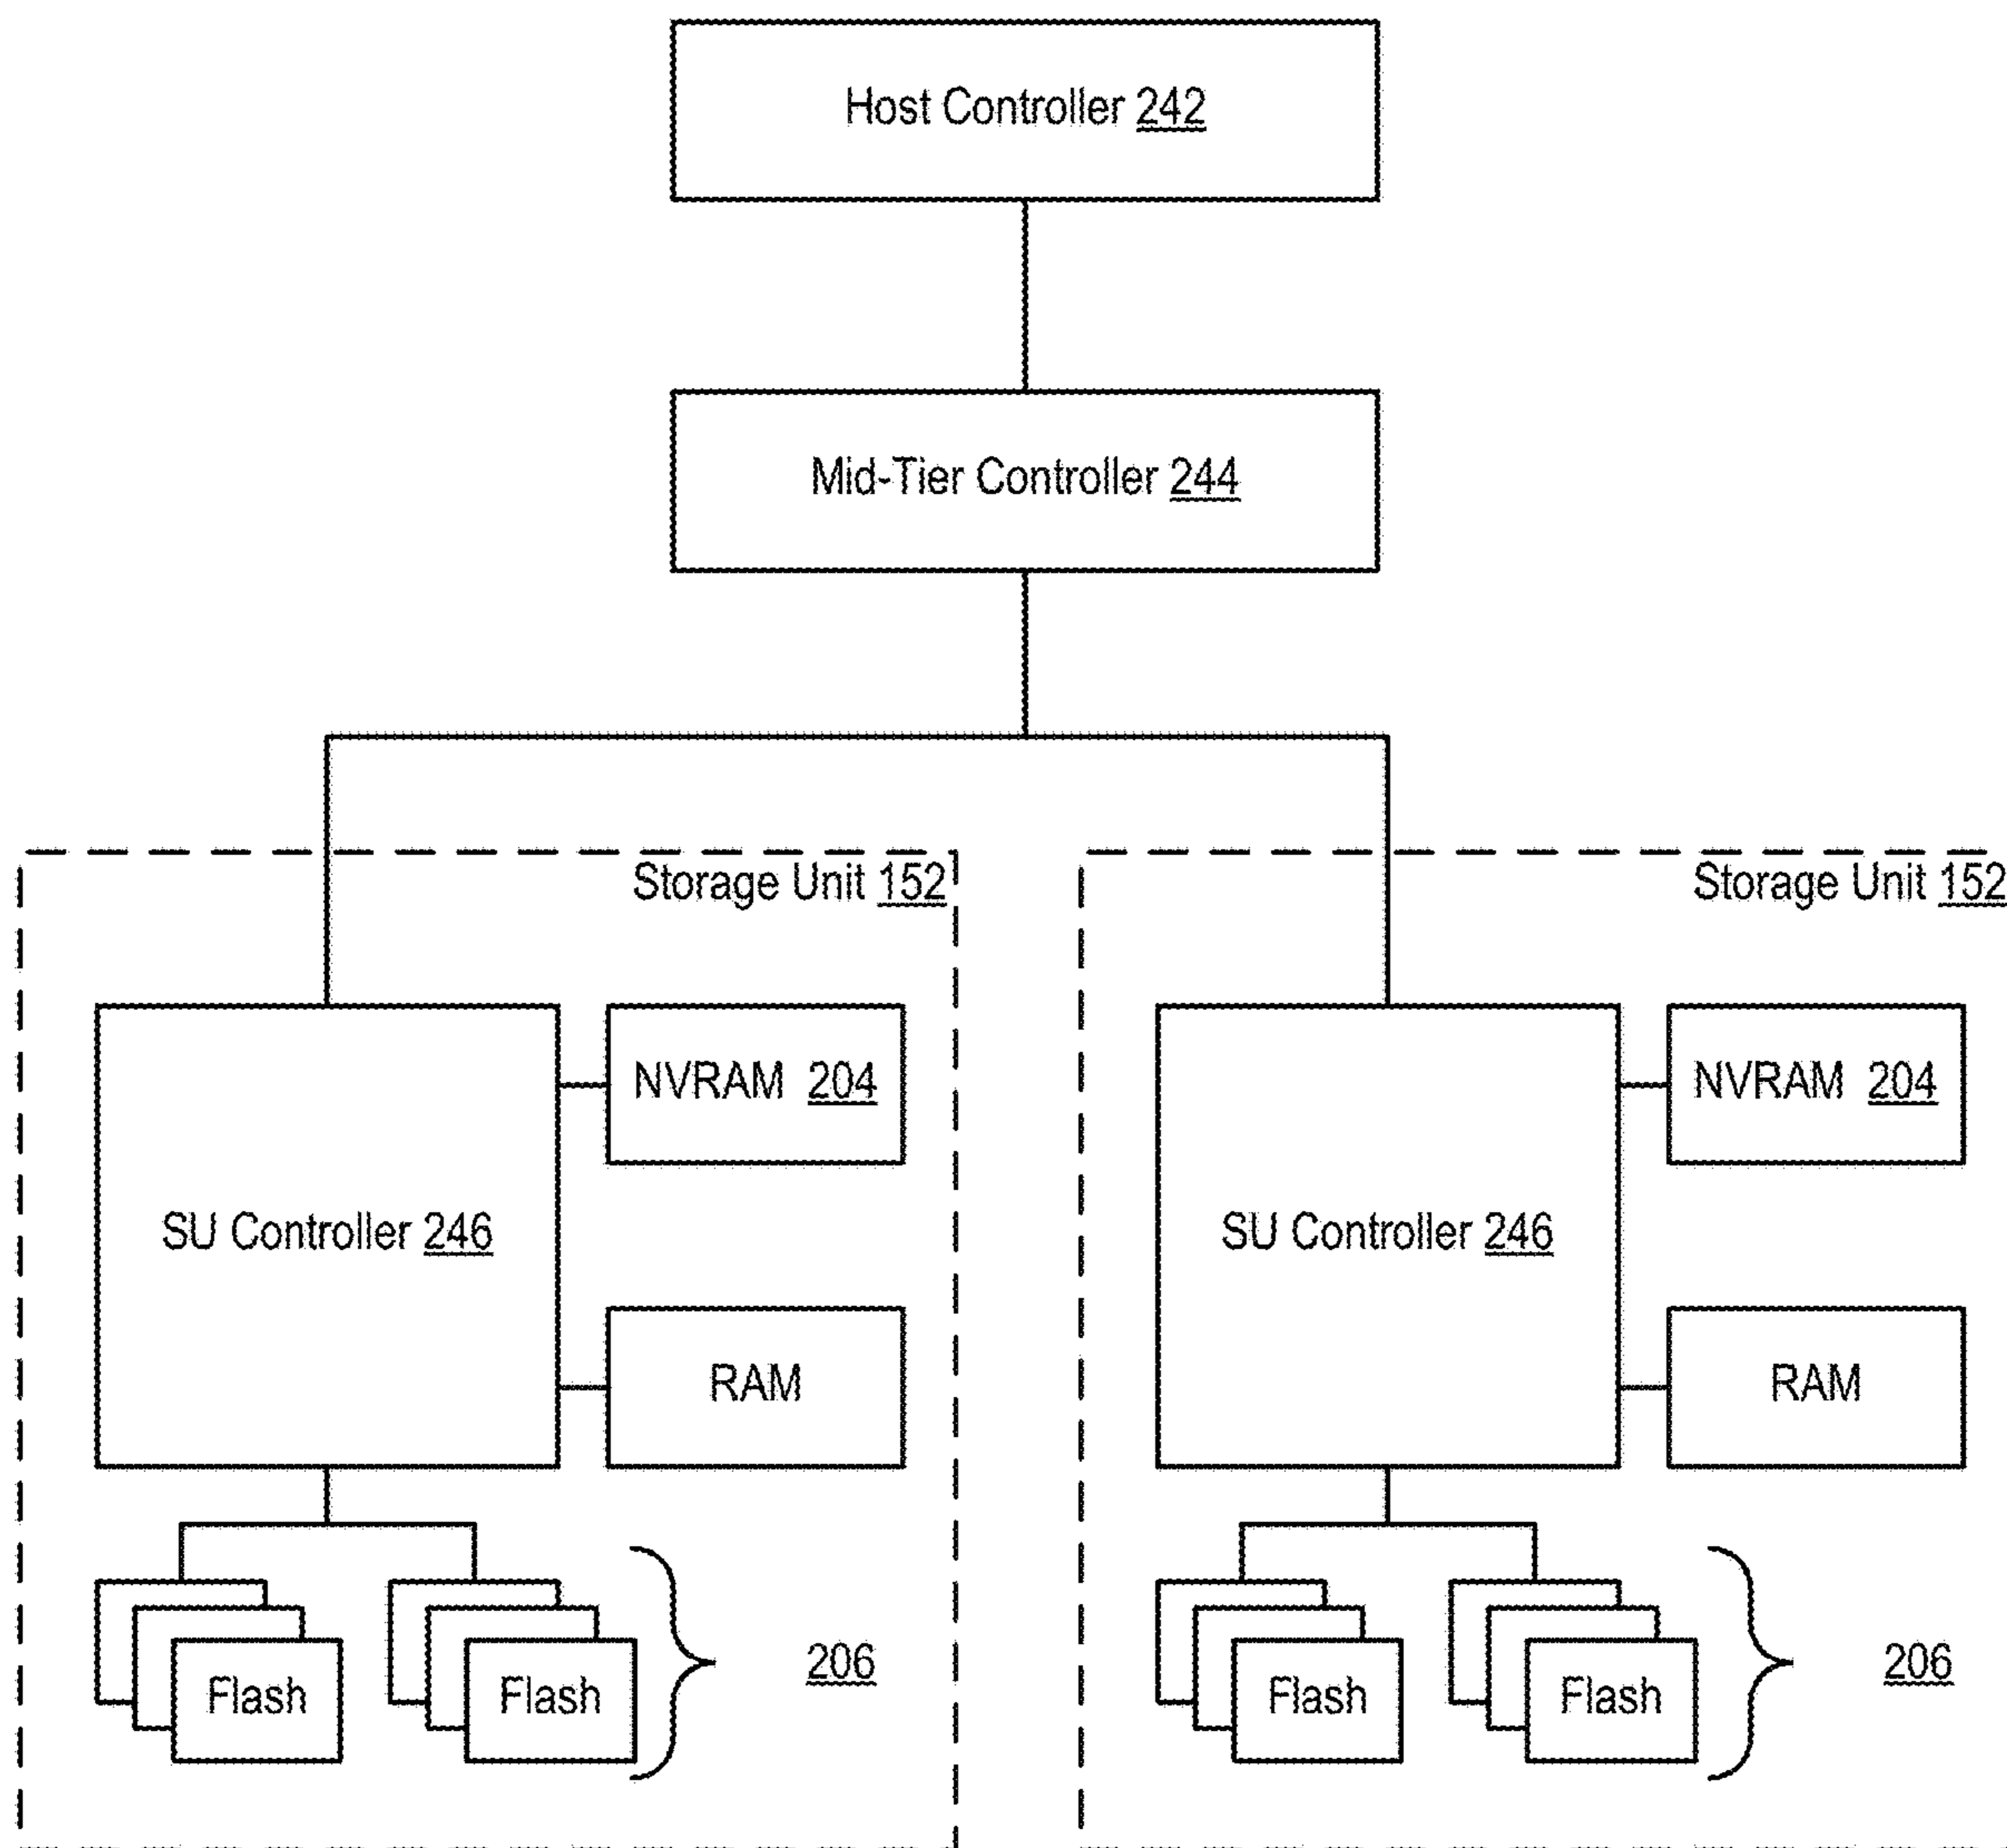 Host Controller 242
Mid-Tier Controller 244
Storage Unit 152
Storage Unit 152
NVRAM 204
NVRAM 204
SU Controller 246
SU Controller 246
RAM
RAM
Flash
Flash
206
Flash
Flash
206